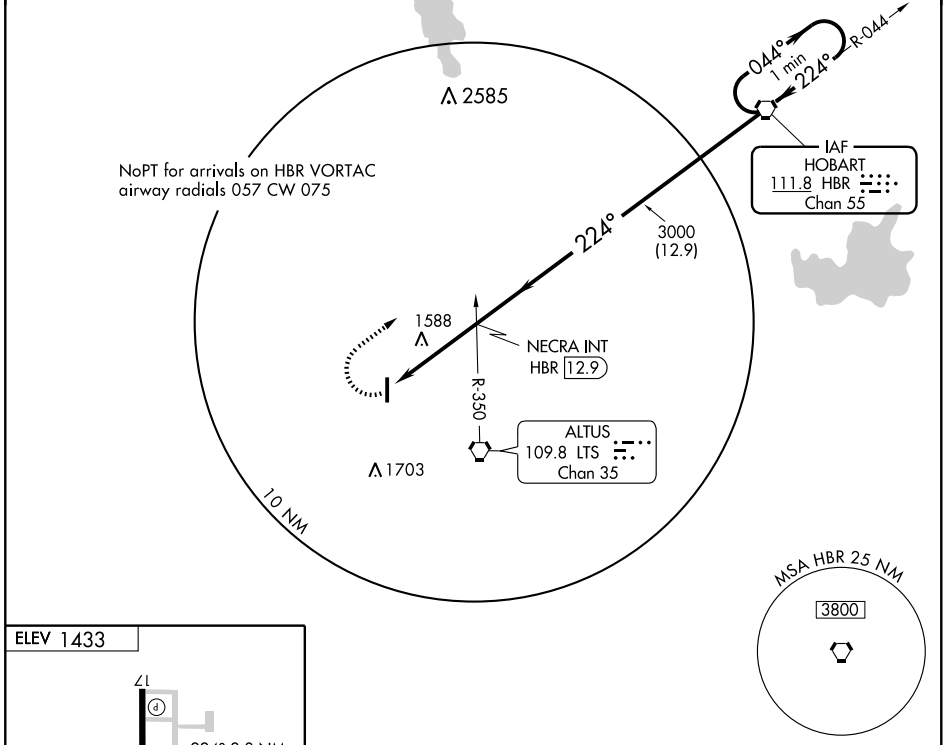 2585
R-044
044°
1 min
224°
NoPT for arrivals on HBR VORTAC
airway radials 057 CW 075
IAF
HOBART
111.8 HBR
Chan 55
224°
3000
(12.9)
1588
NECRA INT
HBR 12.9
R-350
ALTUS
109.8 LTS
Chan 35
1703
10 NM
MSA HBR 25 NM
3800
ELEV 1433
17
P